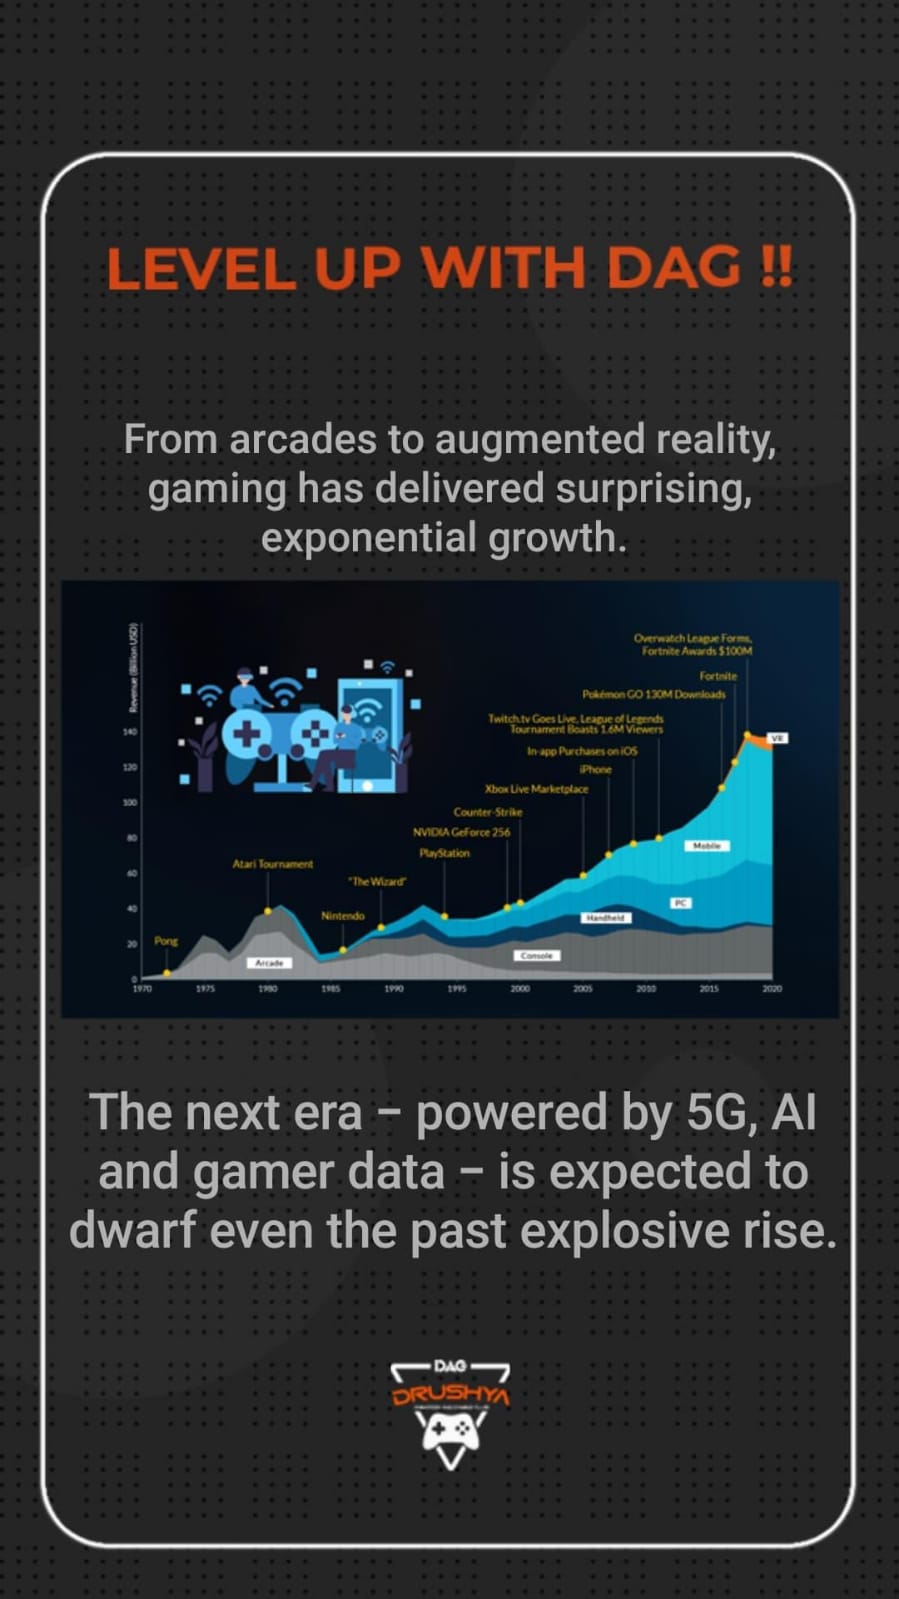 LEVEL UP WITH DAG !!
From arcades to augmented reality,
gaming has delivered surprising,
exponential growth.
Revenue (Billion USD)
140
120
100
80
60
40
20
0
Overwatch League Forms,
Fortnite Awards $100M
Fortnite
Pokémon GO 130M Downloads
Twitch.tv Goes Live, League of Legends
Tournament Boasts 1.6M Viewers
In-app Purchases on iOS
iPhone
Xbox Live Marketplace
Counter-Strike
NVIDIA GeForce 256
PlayStation
"The Wizard"
Nintendo
Atari Tournament
Pong
VR
Mobile
PC
Handheld
Console
Arcade
1970 1975 1980 1985 1990 1995 2000 2005 2010 2015 2020
The next era – powered by 5G, AI
and gamer data – is expected to
dwarf even the past explosive rise.
DAG
DRUSHYA